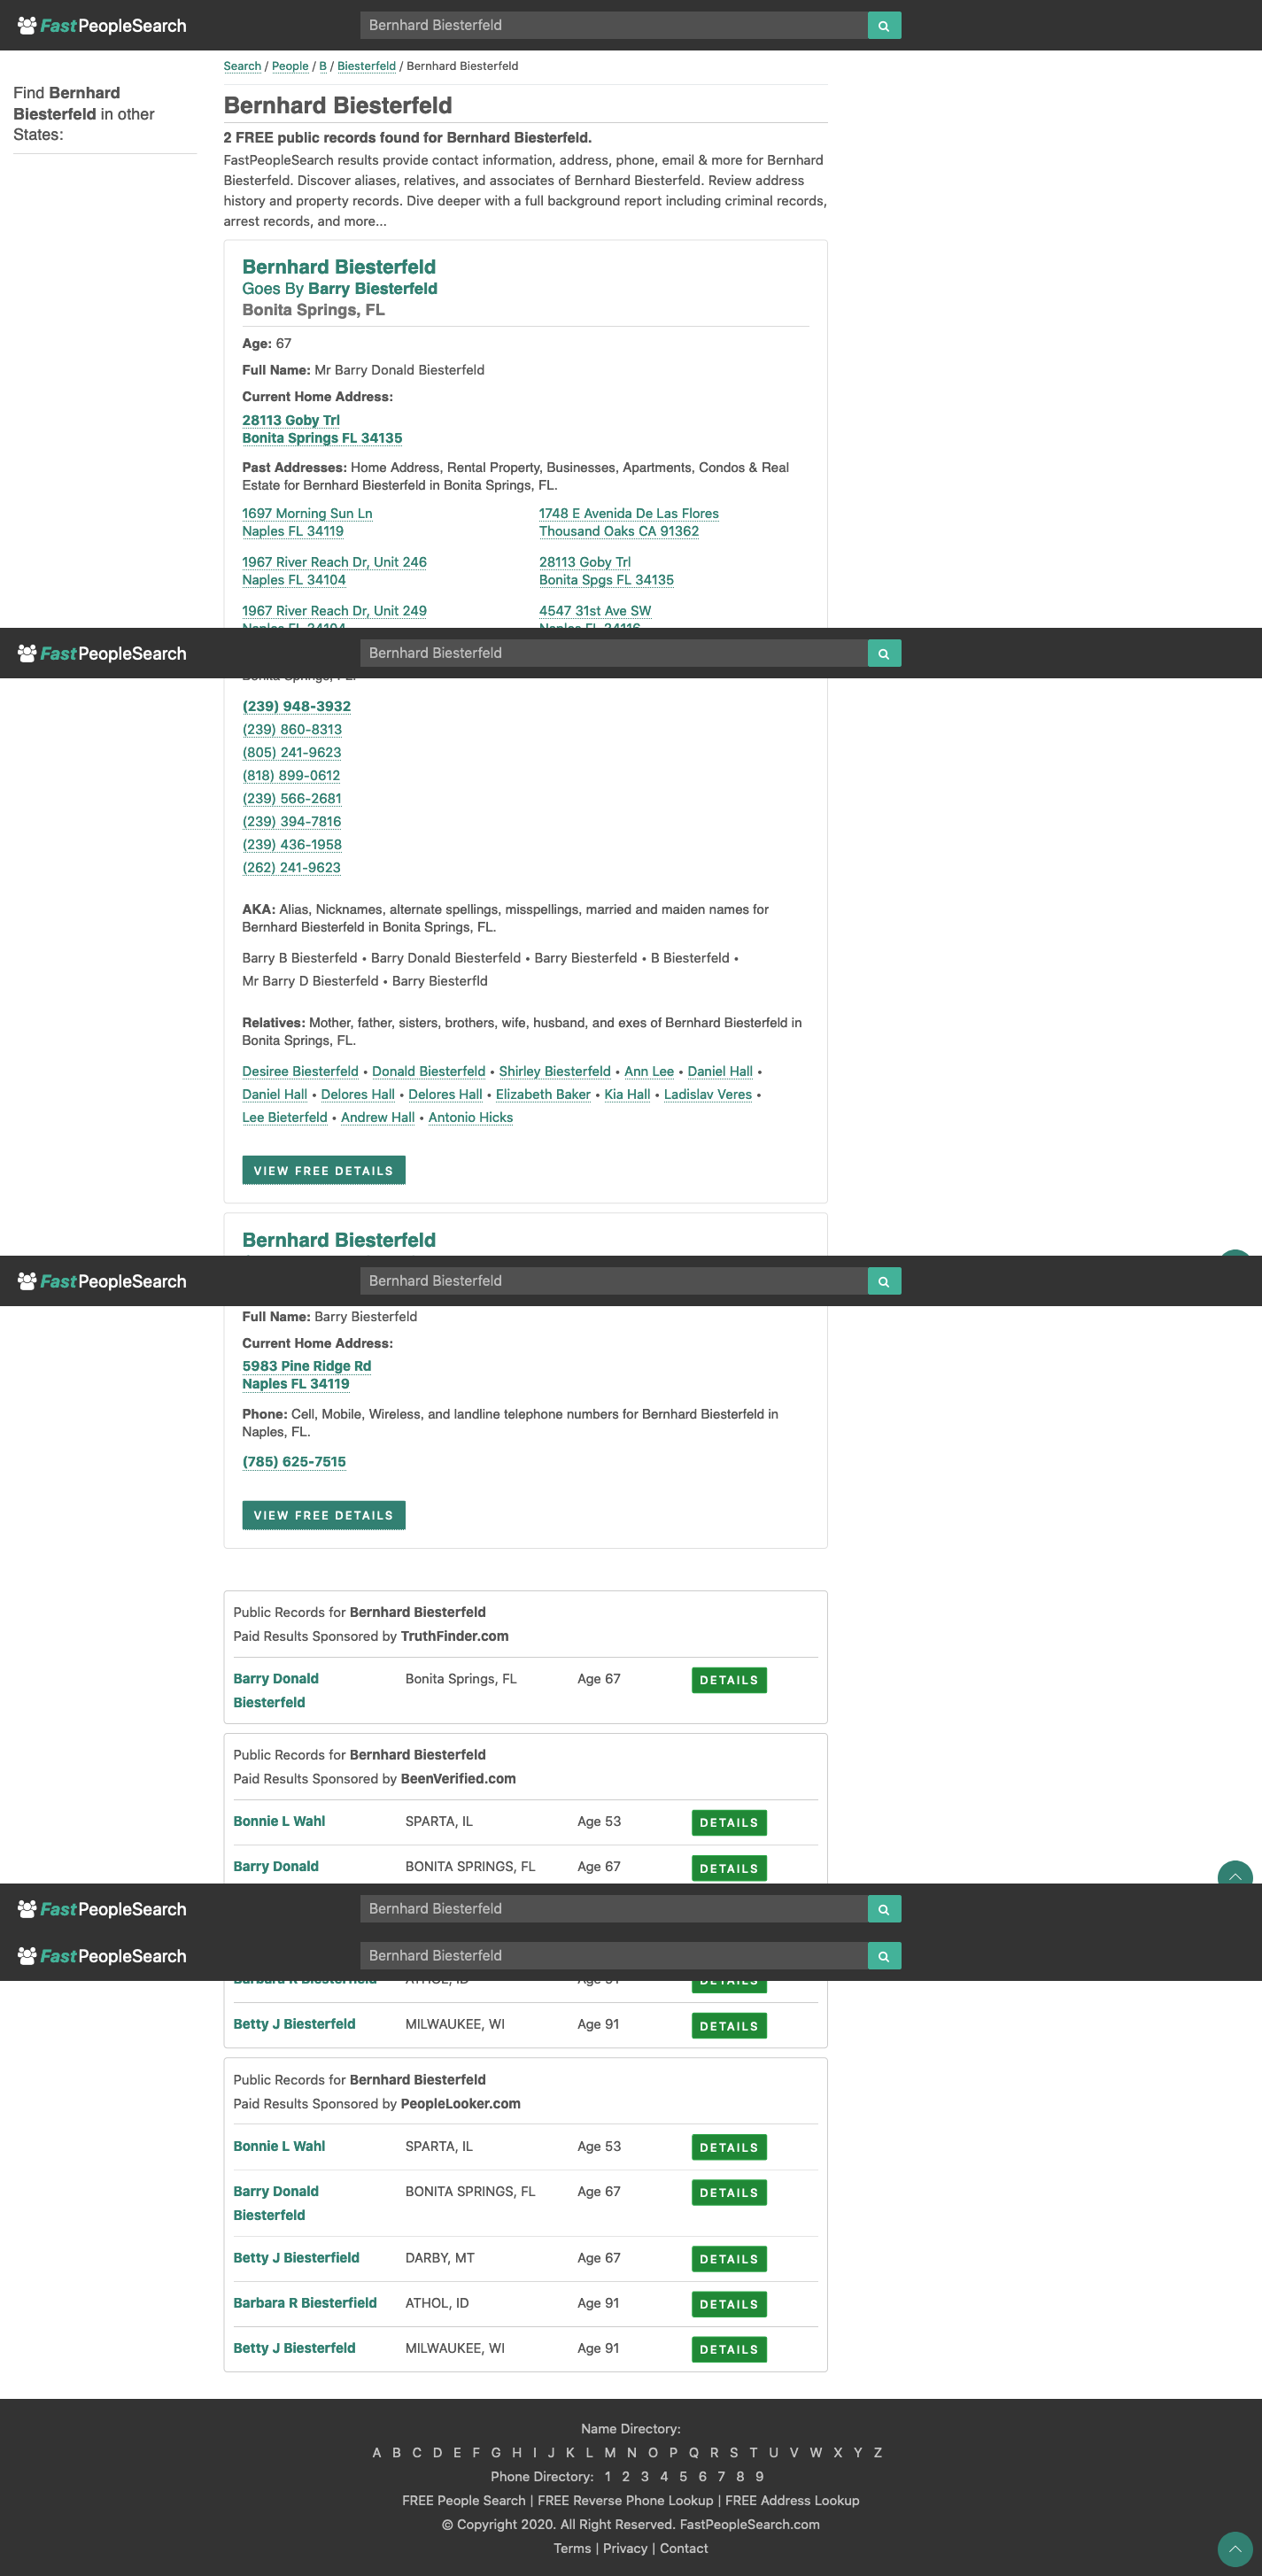 FastPeopleSearch
Bernhard Biesterfeld
Search / People / B / Biesterfeld / Bernhard Biesterfeld
Find Bernhard
Biesterfeld in other
States:
Bernhard Biesterfeld
2 FREE public records found for Bernhard Biesterfeld.
FastPeopleSearch results provide contact information, address, phone, email & more for Bernhard
Biesterfeld. Discover aliases, relatives, and associates of Bernhard Biesterfeld. Review address
history and property records. Dive deeper with a full background report including criminal records,
arrest records, and more...
Bernhard Biesterfeld
Goes By Barry Biesterfeld
Bonita Springs, FL
Age: 67
Full Name: Mr Barry Donald Biesterfeld
Current Home Address:
28113 Goby Trl
Bonita Springs FL 34135
Past Addresses: Home Address, Rental Property, Businesses, Apartments, Condos & Real
Estate for Bernhard Biesterfeld in Bonita Springs, FL.
1697 Morning Sun Ln
Naples FL 34119
1748 E Avenida De Las Flores
Thousand Oaks CA 91362
1967 River Reach Dr, Unit 246
Naples FL 34104
28113 Goby Trl
Bonita Spgs FL 34135
1967 River Reach Dr, Unit 249
Naples FL 34104
4547 31st Ave SW
Naples FL 34116
FastPeopleSearch
Bernhard Biesterfeld
Bonita Springs, FL.
(239) 948-3932
(239) 860-8313
(805) 241-9623
(818) 899-0612
(239) 566-2681
(239) 394-7816
(239) 436-1958
(262) 241-9623
AKA: Alias, Nicknames, alternate spellings, misspellings, married and maiden names for
Bernhard Biesterfeld in Bonita Springs, FL.
Barry B Biesterfeld • Barry Donald Biesterfeld • Barry Biesterfeld • B Biesterfeld •
Mr Barry D Biesterfeld • Barry Biesterfld
Relatives: Mother, father, sisters, brothers, wife, husband, and exes of Bernhard Biesterfeld in
Bonita Springs, FL.
Desiree Biesterfeld • Donald Biesterfeld • Shirley Biesterfeld • Ann Lee • Daniel Hall •
Daniel Hall • Delores Hall • Delores Hall • Elizabeth Baker • Kia Hall • Ladislav Veres •
Lee Bieterfeld • Andrew Hall • Antonio Hicks
VIEW FREE DETAILS
Bernhard Biesterfeld
FastPeopleSearch
Bernhard Biesterfeld
Full Name: Barry Biesterfeld
Current Home Address:
5983 Pine Ridge Rd
Naples FL 34119
Phone: Cell, Mobile, Wireless, and landline telephone numbers for Bernhard Biesterfeld in
Naples, FL.
(785) 625-7515
VIEW FREE DETAILS
Public Records for Bernhard Biesterfeld
Paid Results Sponsored by TruthFinder.com
Barry Donald
Biesterfeld
Bonita Springs, FL
Age 67
DETAILS
Public Records for Bernhard Biesterfeld
Paid Results Sponsored by BeenVerified.com
Bonnie L Wahl
SPARTA, IL
Age 53
DETAILS
Barry Donald
BONITA SPRINGS, FL
Age 67
DETAILS
FastPeopleSearch
Bernhard Biesterfeld
FastPeopleSearch
Bernhard Biesterfeld
Betty J Biesterfeld
MILWAUKEE, WI
Age 91
DETAILS
Public Records for Bernhard Biesterfeld
Paid Results Sponsored by PeopleLooker.com
Bonnie L Wahl
SPARTA, IL
Age 53
DETAILS
Barry Donald
Biesterfeld
BONITA SPRINGS, FL
Age 67
DETAILS
Betty J Biesterfield
DARBY, MT
Age 67
DETAILS
Barbara R Biesterfield
ATHOL, ID
Age 91
DETAILS
Betty J Biesterfeld
MILWAUKEE, WI
Age 91
DETAILS
Name Directory:
A B C D E F G H I J K L M N O P Q R S T U V W X Y Z
Phone Directory: 1 2 3 4 5 6 7 8 9
FREE People Search | FREE Reverse Phone Lookup | FREE Address Lookup
© Copyright 2020. All Right Reserved. FastPeopleSearch.com
Terms | Privacy | Contact